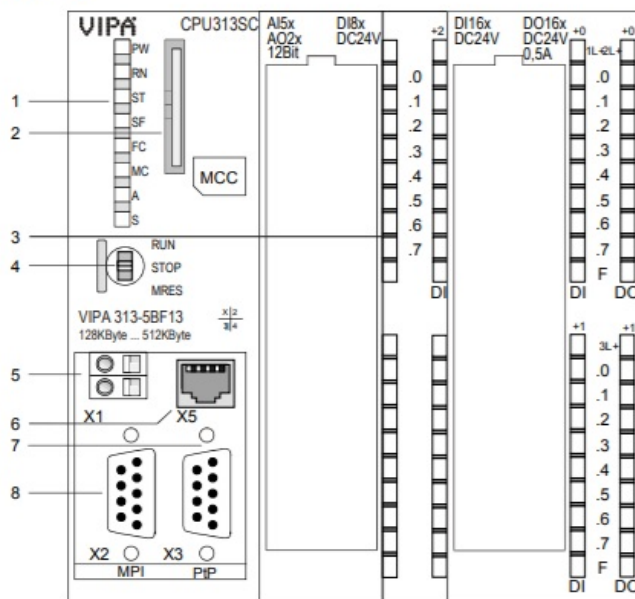 VIPA CPU313SC
PW
RN
ST
SF
FC
MC
A
S
MCC
RUN
STOP
MRES
VIPA 313-5BF13
X 2
3 4
128KByte ... 512KByte
X1
X5
X2
MPI
X3
PtP
1
2
3
4
5
6
7
8
AI5x DI8x
AO2x DC24V
12Bit
+2
.0
.1
.2
.3
.4
.5
.6
.7
DI
DI16x DO16x
DC24V DC24V
0,5A
+0 +0
1L+ 2L+
.0
.1
.2
.3
.4
.5
.6
.7
F
DI DO
+1 +1
3L+
.0
.1
.2
.3
.4
.5
.6
.7
F
DI DO